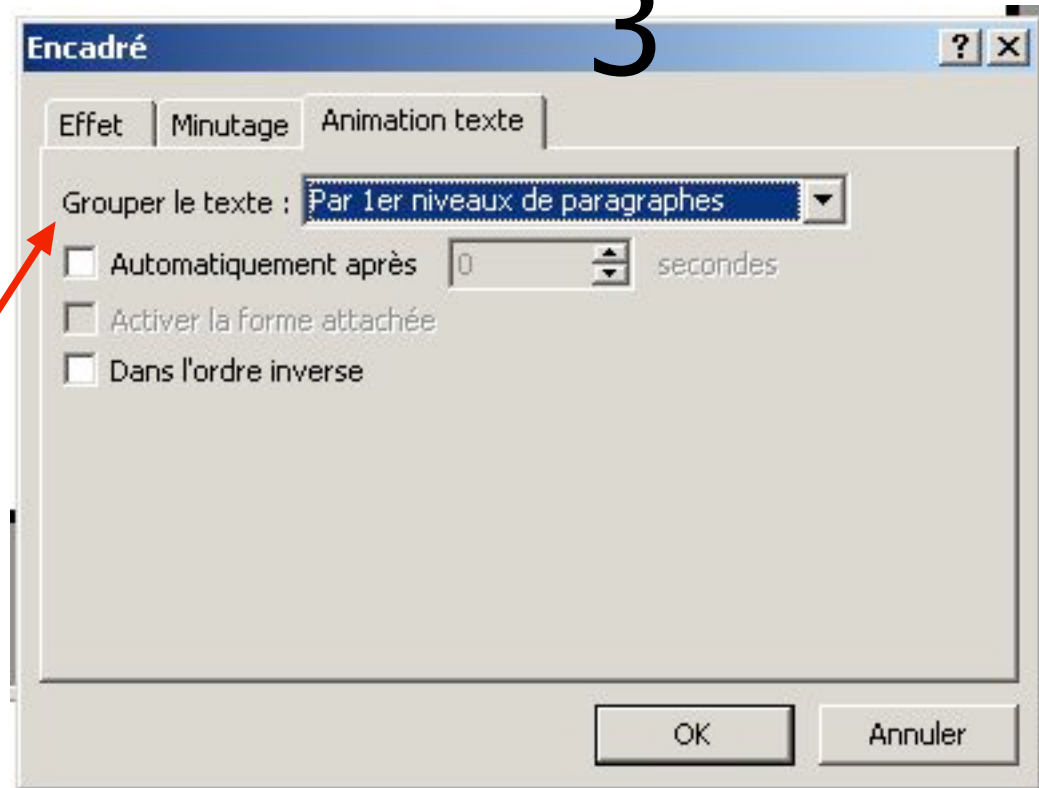 3
Encadré
Effet Minutage Animation texte
Grouper le texte : Par 1er niveaux de paragraphes
Automatiquement après 0 secondes
Activer la forme attachée
Dans l'ordre inverse
OK Annuler